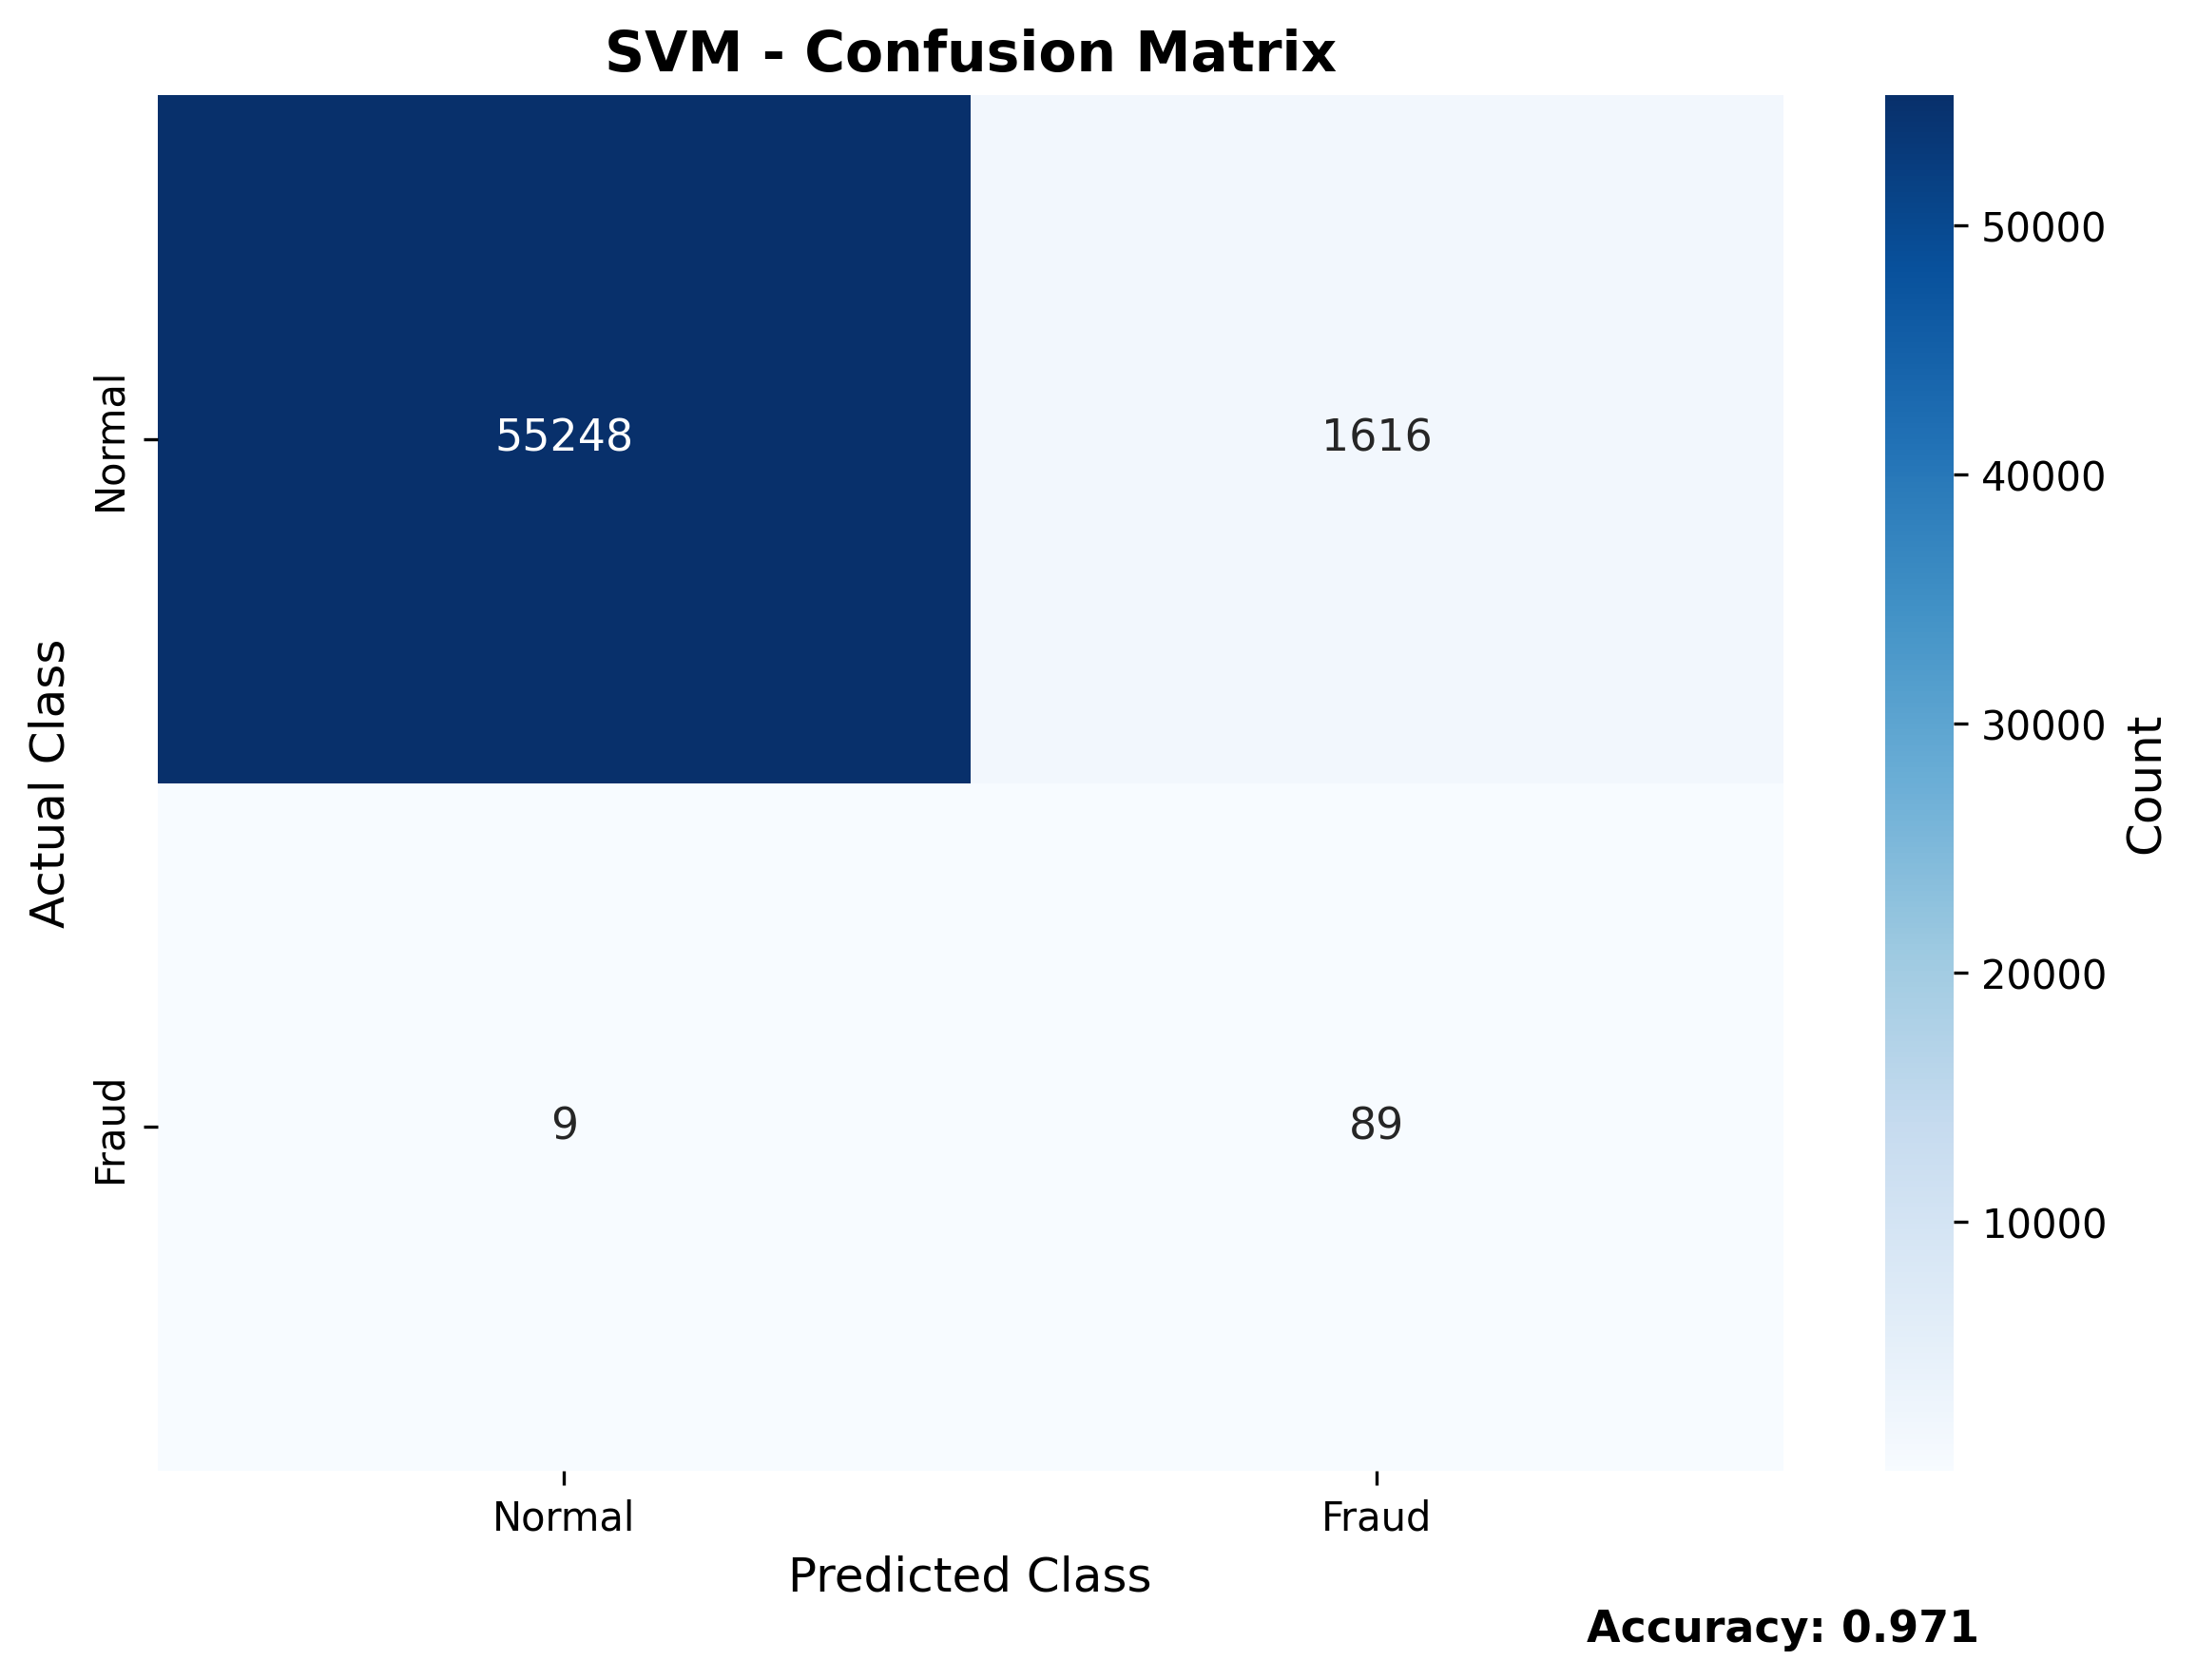 SVM - Confusion Matrix
Actual Class
Normal
55248
1616
Fraud
9
89
Normal
Fraud
Predicted Class
50000
40000
30000
20000
10000
Count
Accuracy: 0.971